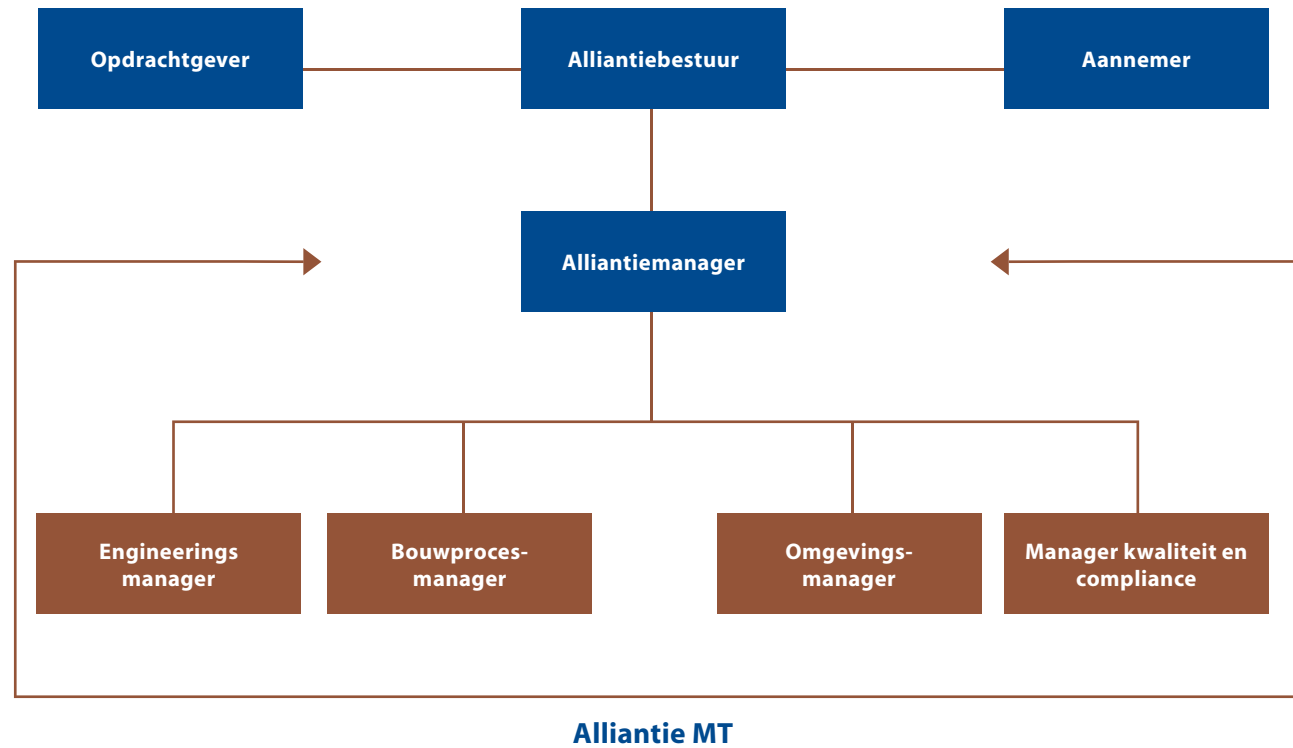 Opdrachtgever
Alliantiebestuur
Aannemer
Alliantiemanager
Engineerings
manager
Bouwproces-
manager
Omgevings-
manager
Manager kwaliteit en
compliance
Alliantie MT